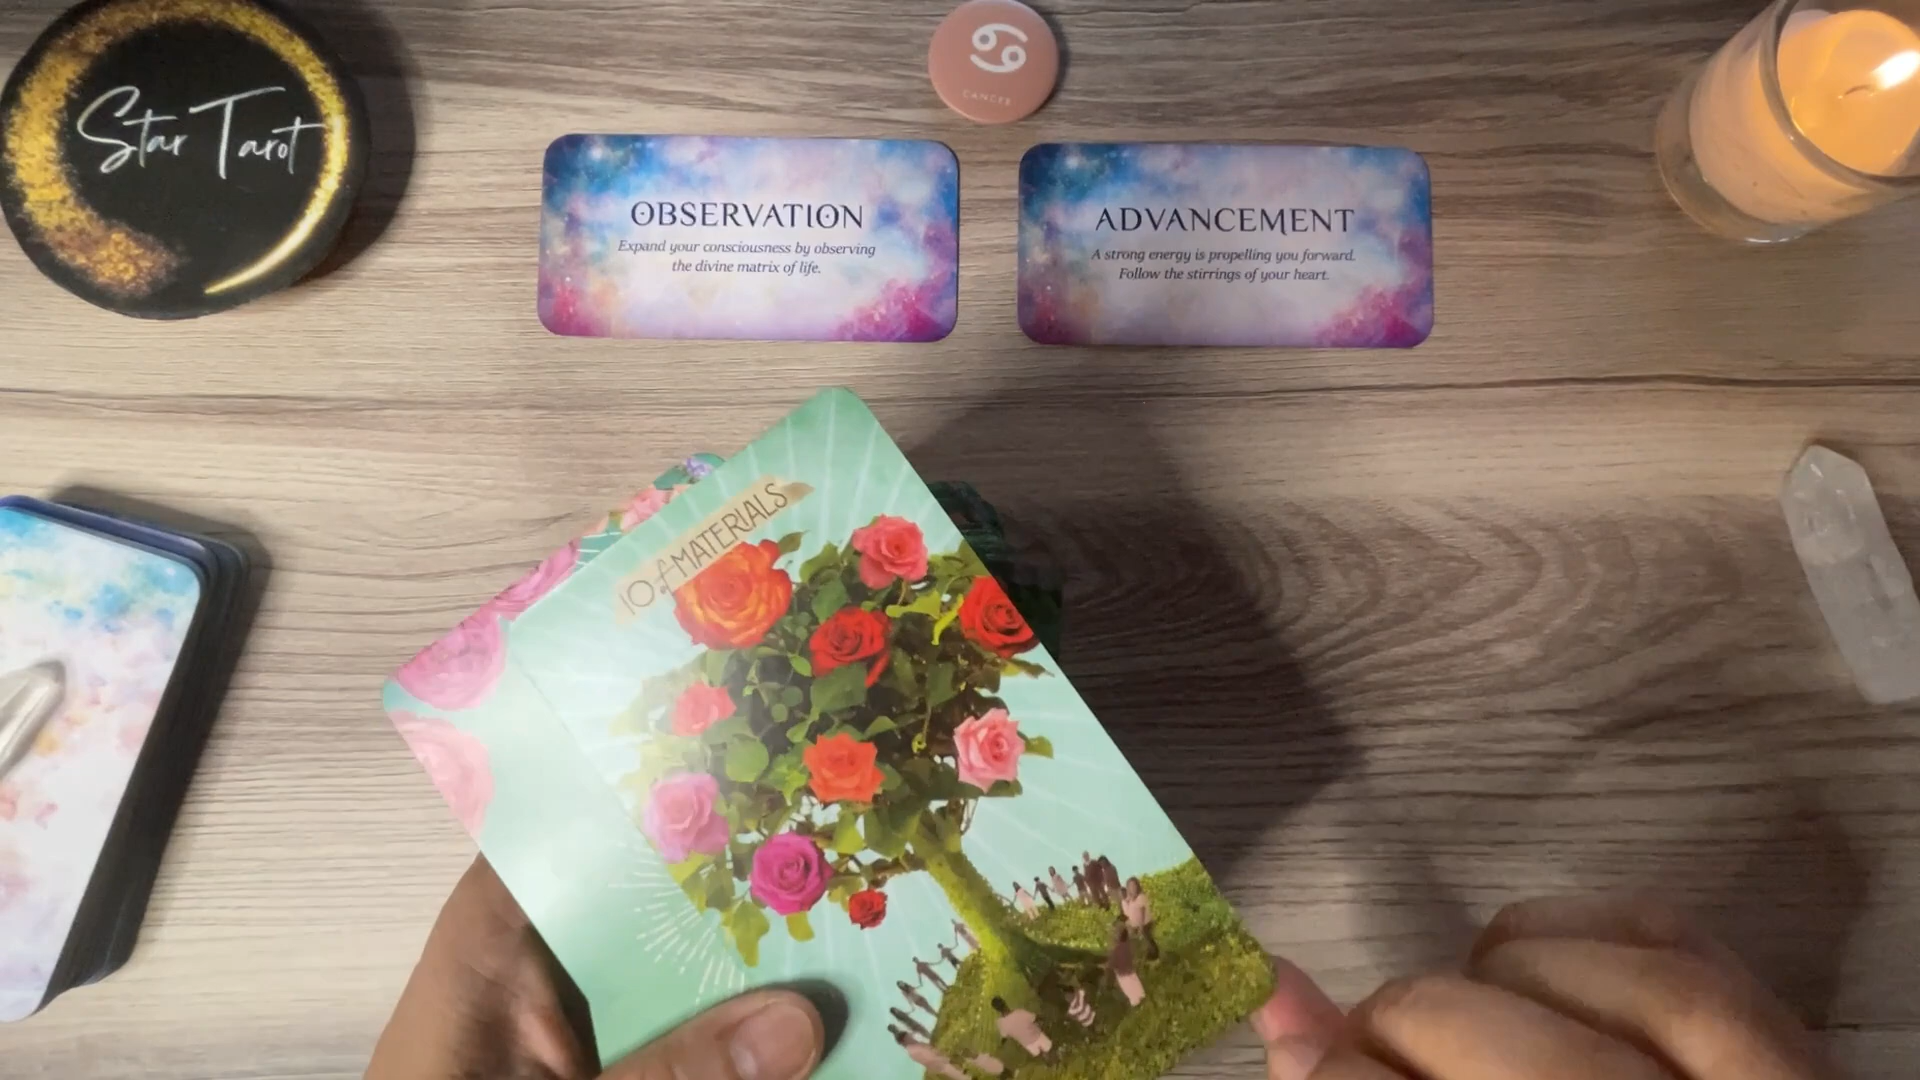 Star Tarot
CANCER
OBSERVATION
Expand your consciousness by observing
the divine matrix of life.
ADVANCEMENT
A strong energy is propelling you forward.
Follow the stirrings of your heart.
10 of MATERIALS